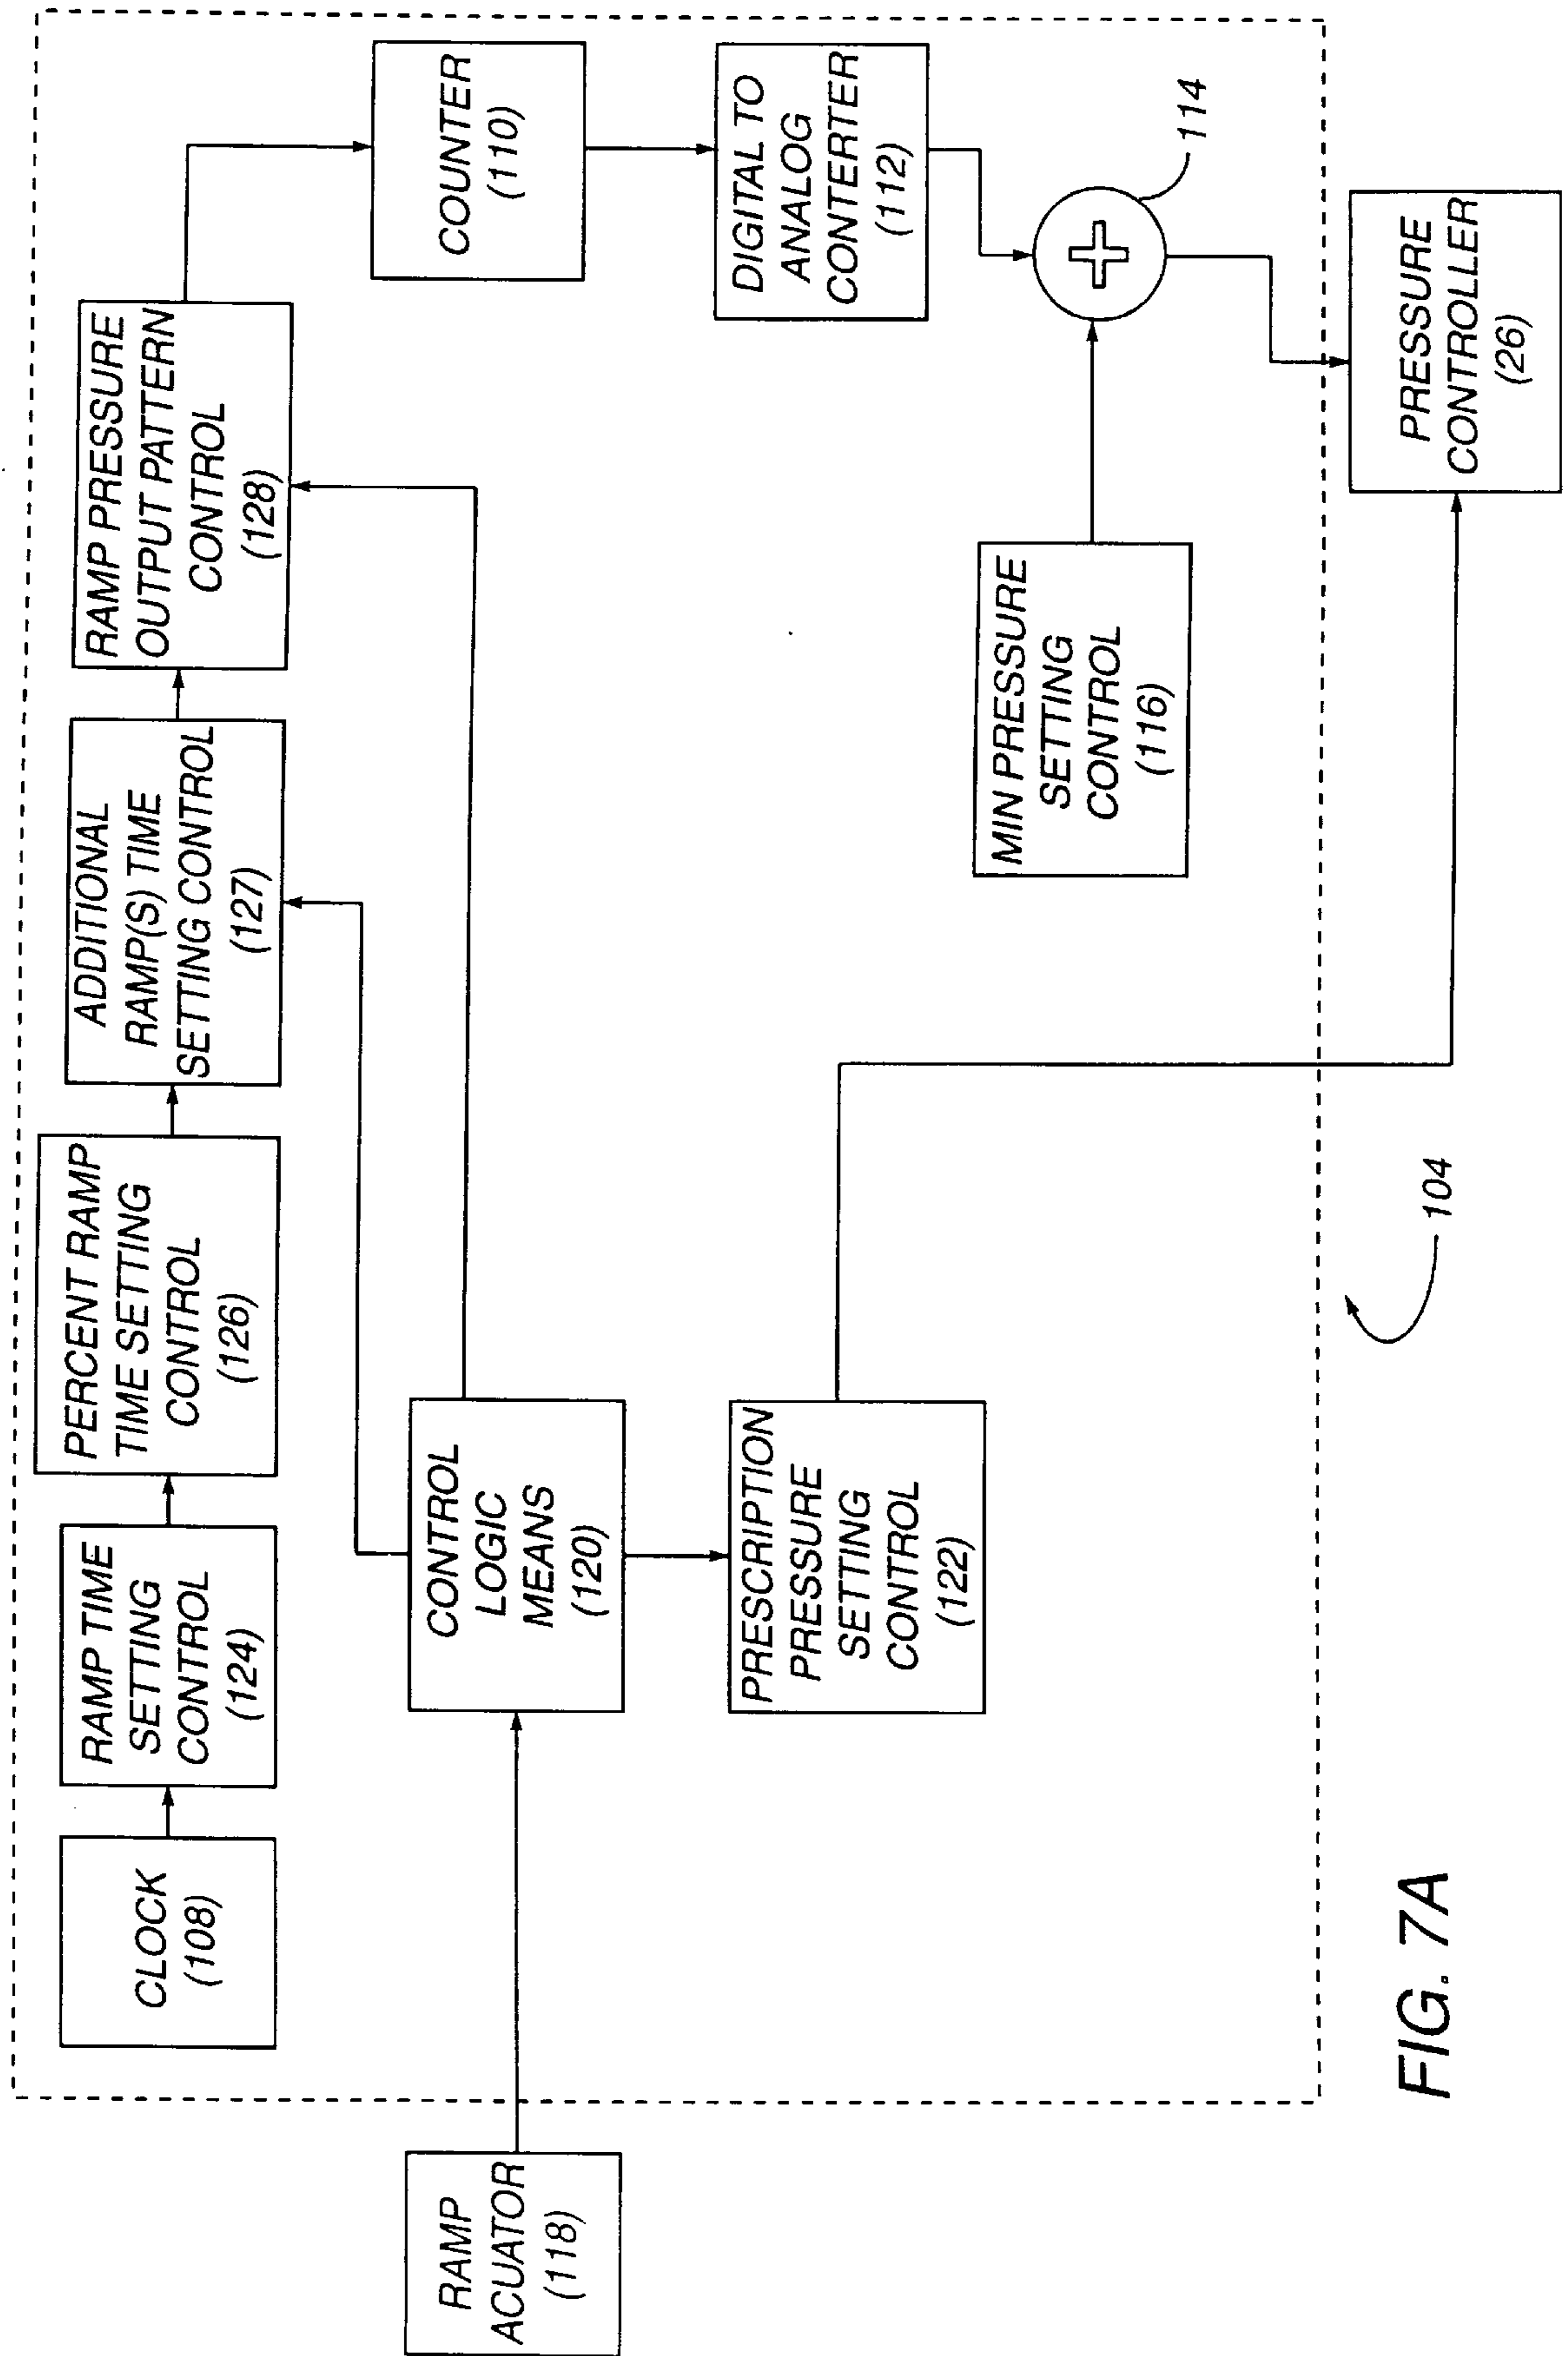 CLOCK
(108)
RAMP TIME
SETTING
CONTROL
(124)
PERCENT RAMP
TIME SETTING
CONTROL
(126)
ADDITIONAL
RAMP(S) TIME
SETTING CONTROL
(127)
RAMP PRESSURE
OUTPUT PATTERN
CONTROL
(128)
COUNTER
(110)
DIGITAL TO
ANALOG
CONTERTER
(112)
114
RAMP
ACUATOR
(118)
CONTROL
LOGIC
MEANS
(120)
PRESCRIPTION
PRESSURE
SETTING
CONTROL
(122)
MIN PRESSURE
SETTING
CONTROL
(116)
PRESSURE
CONTROLLER
(26)
104
FIG. 7A